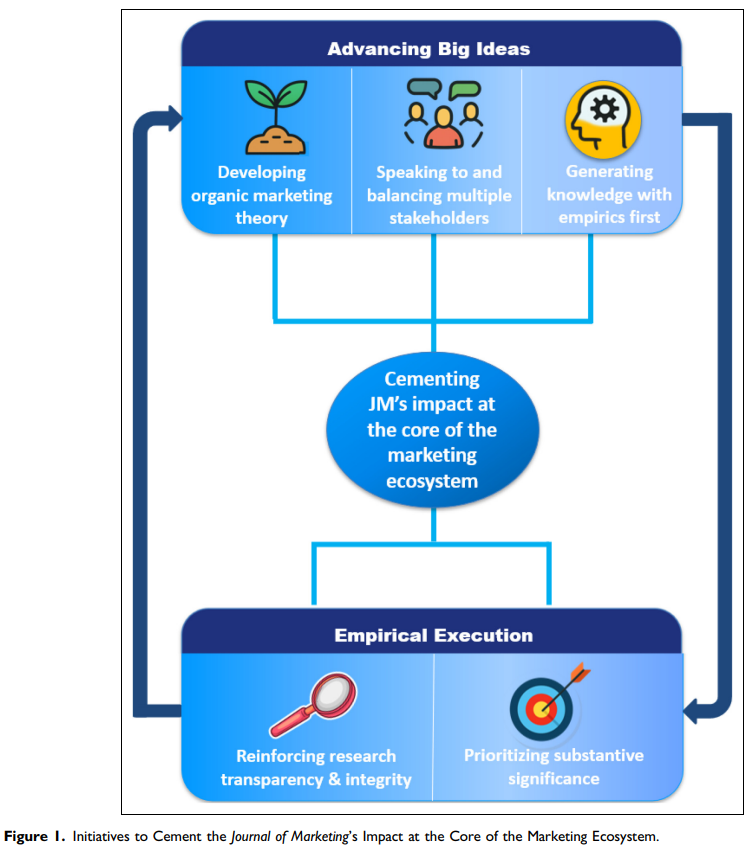 Advancing Big Ideas
Developing
organic marketing
theory
Speaking to and
balancing multiple
stakeholders
Generating
knowledge with
empirics first
Cementing
JM's impact at
the core of the
marketing
ecosystem
Empirical Execution
Reinforcing research
transparency & integrity
Prioritizing substantive
significance
Figure 1. Initiatives to Cement the Journal of Marketing's Impact at the Core of the Marketing Ecosystem.